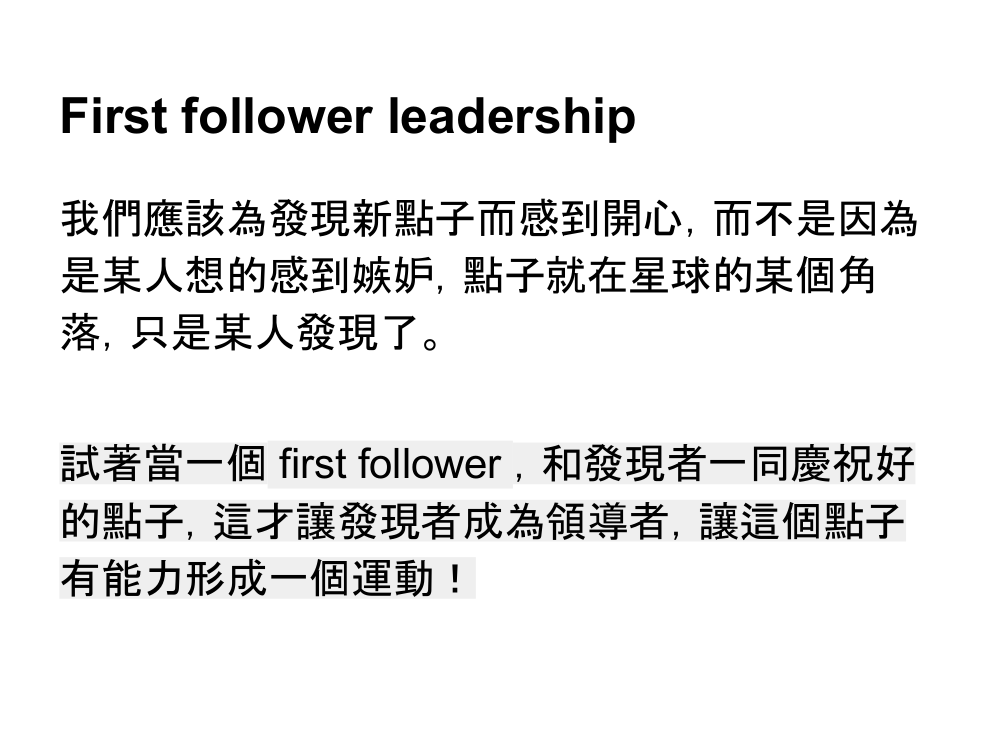 First follower leadership
我們應該為發現新點子而感到開心，而不是因為
是某人想的感到嫉妒，點子就在星球的某個角
落，只是某人發現了。
試著當一個 first follower ，和發現者一同慶祝好
的點子，這才讓發現者成為領導者，讓這個點子
有能力形成一個運動！